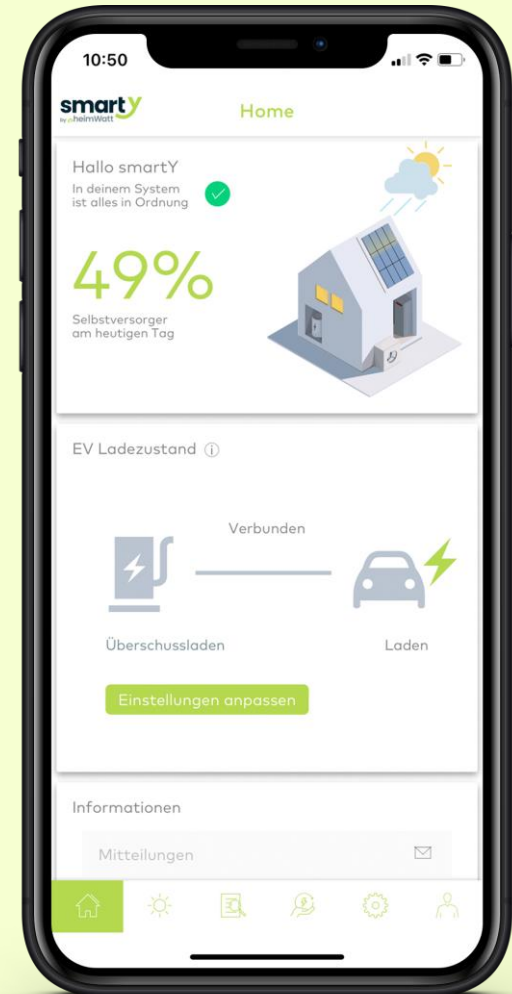 10:50
smartY
by heimWatt
Home
Hallo smartY
In deinem System
ist alles in Ordnung
49%
Selbstversorger
am heutigen Tag
EV Ladezustand
Verbunden
Überschussladen
Laden
Einstellungen anpassen
Informationen
Mitteilungen